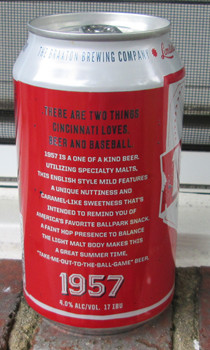 THE BRAXTON BREWING COMPANY
THERE ARE TWO THINGS
CINCINNATI LOVES.
BEER AND BASEBALL.
1957 IS A ONE OF A KIND BEER.
UTILIZING SPECIALTY MALTS,
THIS ENGLISH STYLE MILD FEATURES
A UNIQUE NUTTINESS AND
CARAMEL-LIKE SWEETNESS THAT'S
INTENDED TO REMIND YOU OF
AMERICA'S FAVORITE BALLPARK SNACK.
A FAINT HOP PRESENCE TO BALANCE
THE LIGHT MALT BODY MAKES THIS
A GREAT SUMMER TIME,
"TAKE-ME-OUT-TO-THE-BALL-GAME" BEER.
1957
4.0% ALC/VOL. 17 IBU